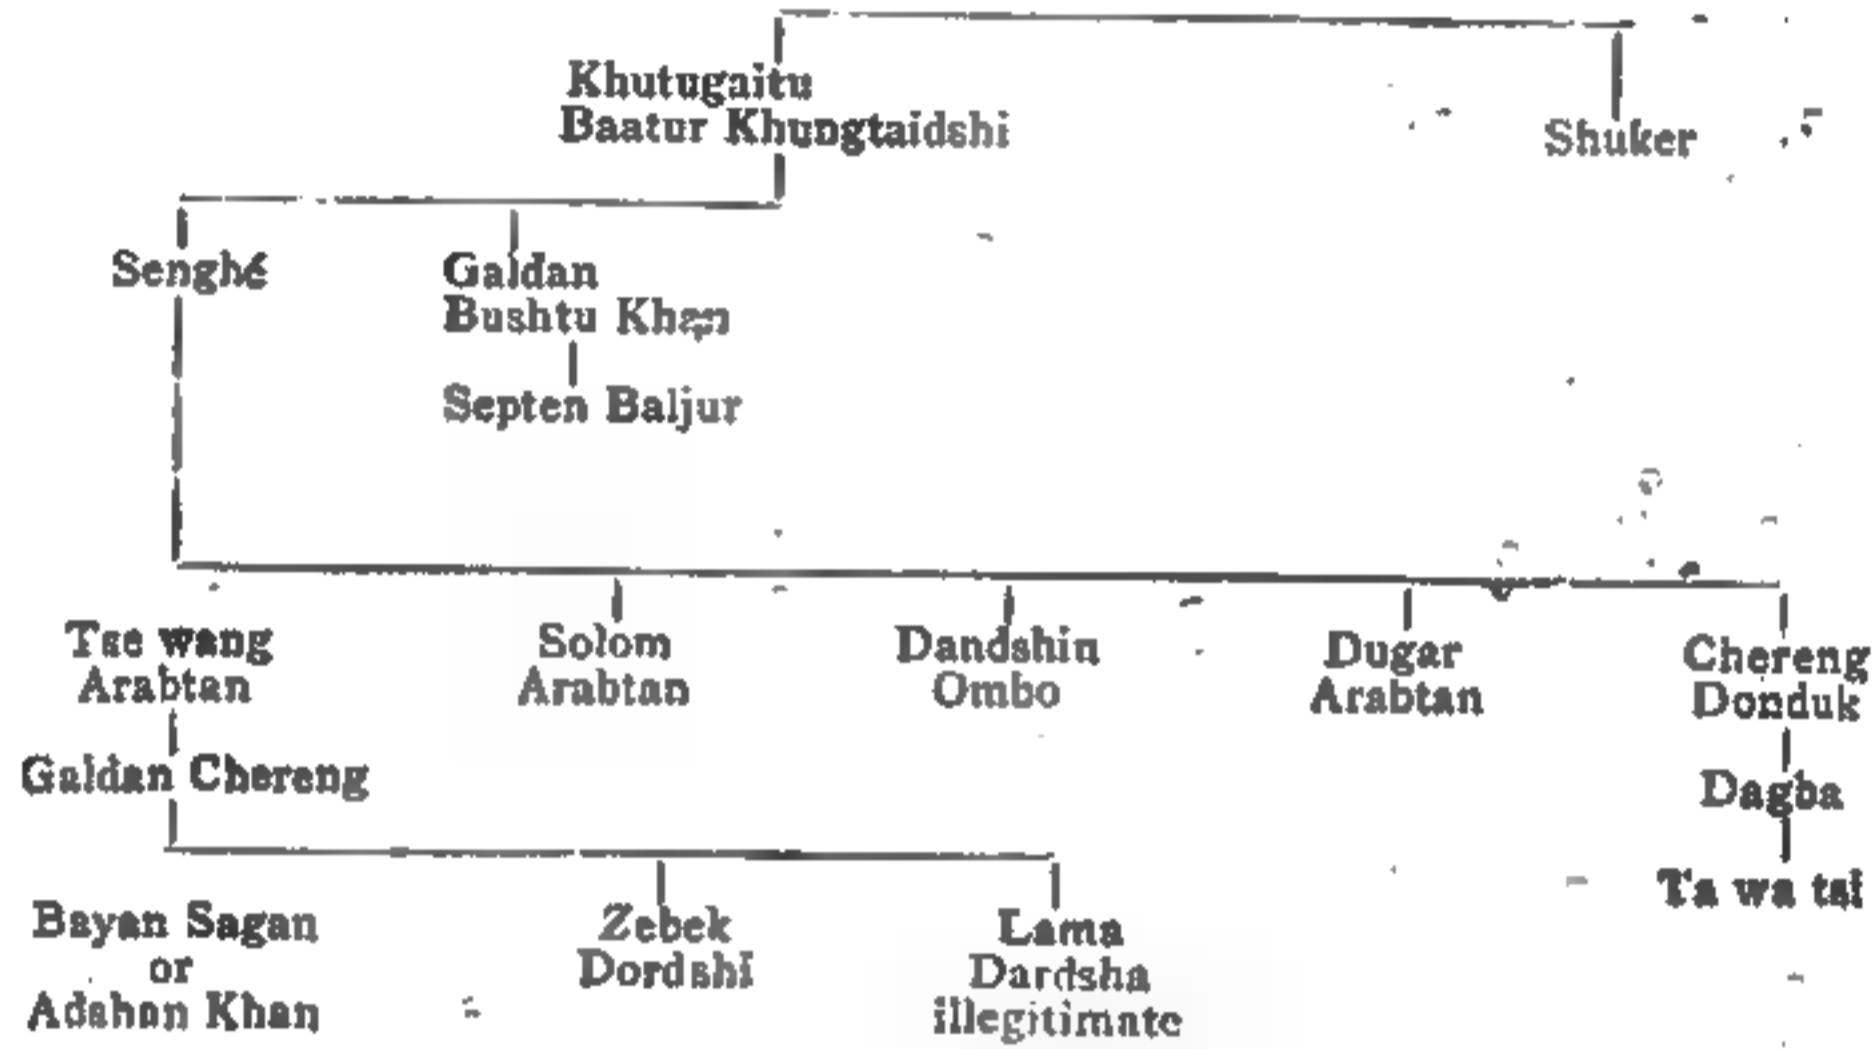 Khutugaitu
Baatur Khungtaidshi
Shuker
Senghé
Galdan
Bushtu Khan
Septen Baljur
Tse wang
Arabtan
Solom
Arabtan
Dandshin
Ombo
Dugar
Arabtan
Chereng
Donduk
Galdan Chereng
Dagba
Ta wa tsi
Bayan Sagan
or
Adshan Khan
Zebek
Dordshi
Lama
Dardsha
illegitimate